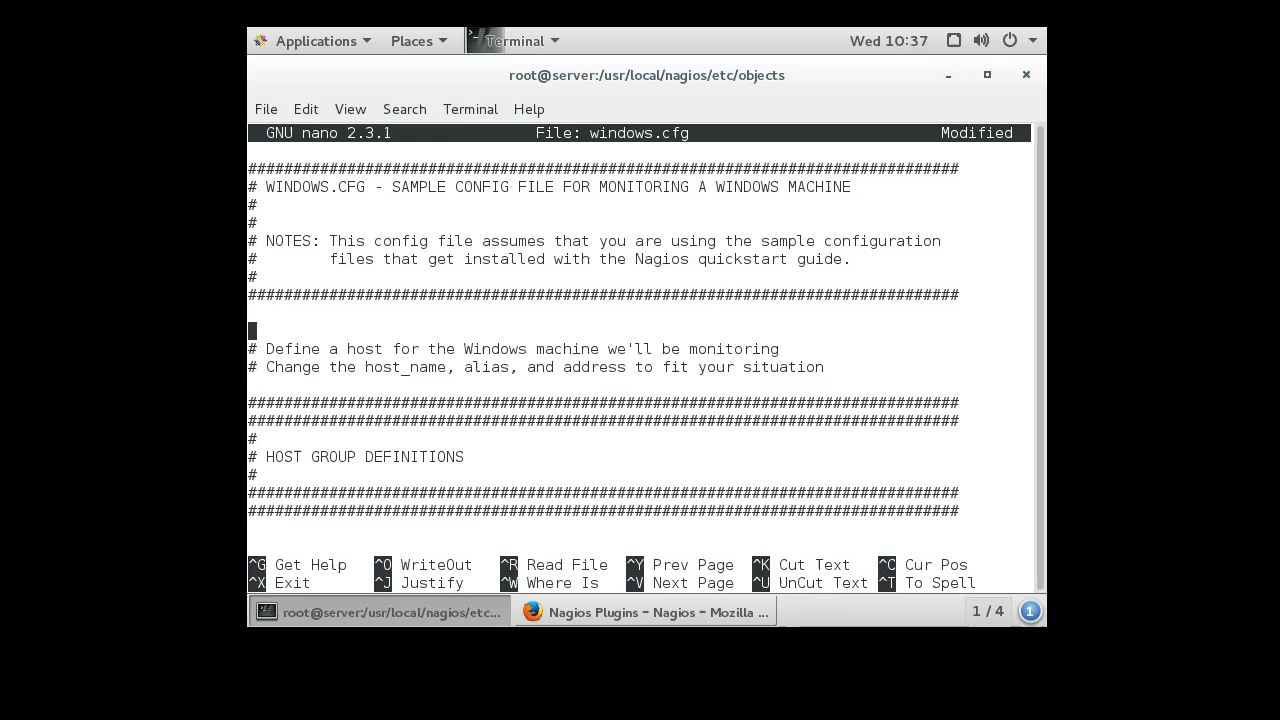 Applications Places Terminal Wed 10:37
root@server:/usr/local/nagios/etc/objects
File Edit View Search Terminal Help
GNU nano 2.3.1 File: windows.cfg Modified
###############################################################################
# WINDOWS.CFG - SAMPLE CONFIG FILE FOR MONITORING A WINDOWS MACHINE
#
#
# NOTES: This config file assumes that you are using the sample configuration
#        files that get installed with the Nagios quickstart guide.
#
###############################################################################
# Define a host for the Windows machine we'll be monitoring
# Change the host_name, alias, and address to fit your situation
###############################################################################
###############################################################################
#
# HOST GROUP DEFINITIONS
#
###############################################################################
###############################################################################
^G Get Help ^O WriteOut ^R Read File ^Y Prev Page ^K Cut Text ^C Cur Pos
^X Exit ^J Justify ^W Where Is ^V Next Page ^U UnCut Text ^T To Spell
root@server:/usr/local/nagios/etc... Nagios Plugins - Nagios - Mozilla ... 1 / 4 1